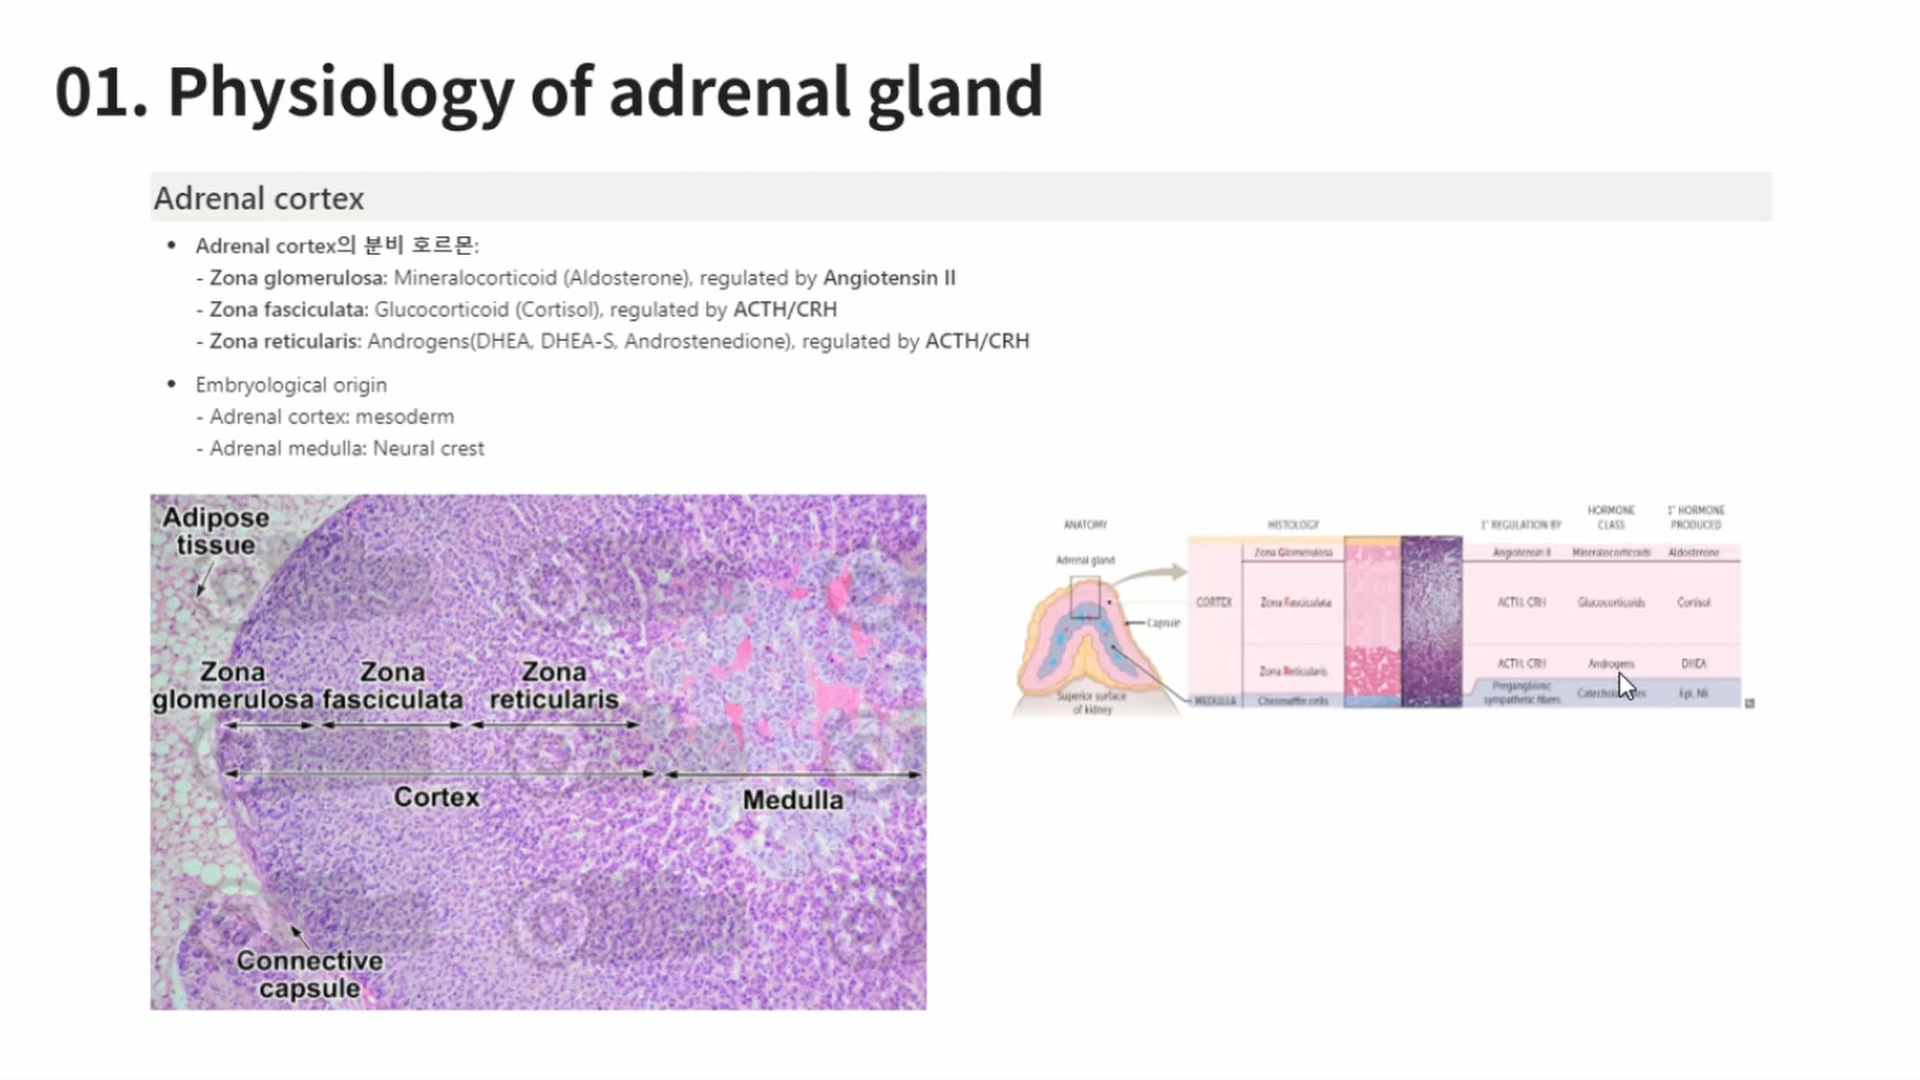 01. Physiology of adrenal gland
Adrenal cortex
• Adrenal cortex의 분비 호르몬:
- Zona glomerulosa: Mineralocorticoid (Aldosterone), regulated by Angiotensin II
- Zona fasciculata: Glucocorticoid (Cortisol), regulated by ACTH/CRH
- Zona reticularis: Androgens(DHEA, DHEA-S, Androstenedione), regulated by ACTH/CRH
• Embryological origin
- Adrenal cortex: mesoderm
- Adrenal medulla: Neural crest
Adipose
tissue
Zona
glomerulosa
Zona
fasciculata
Zona
reticularis
Cortex
Medulla
Connective
capsule
ANATOMY
HISTOLOGY
1° REGULATION BY
HORMONE
CLASS
1° HORMONE
PRODUCED
Adrenal gland
Capsule
Superior surface
of kidney
CORTEX
MEDULLA
Zona Glomerulosa
Angiotensin II
Mineralocorticoids
Aldosterone
Zona Fasciculata
ACTH, CRH
Glucocorticoids
Cortisol
Zona Reticularis
ACTH, CRH
Androgens
DHEA
Chromaffin cells
Preganglionic
sympathetic fibers
Epi, NE